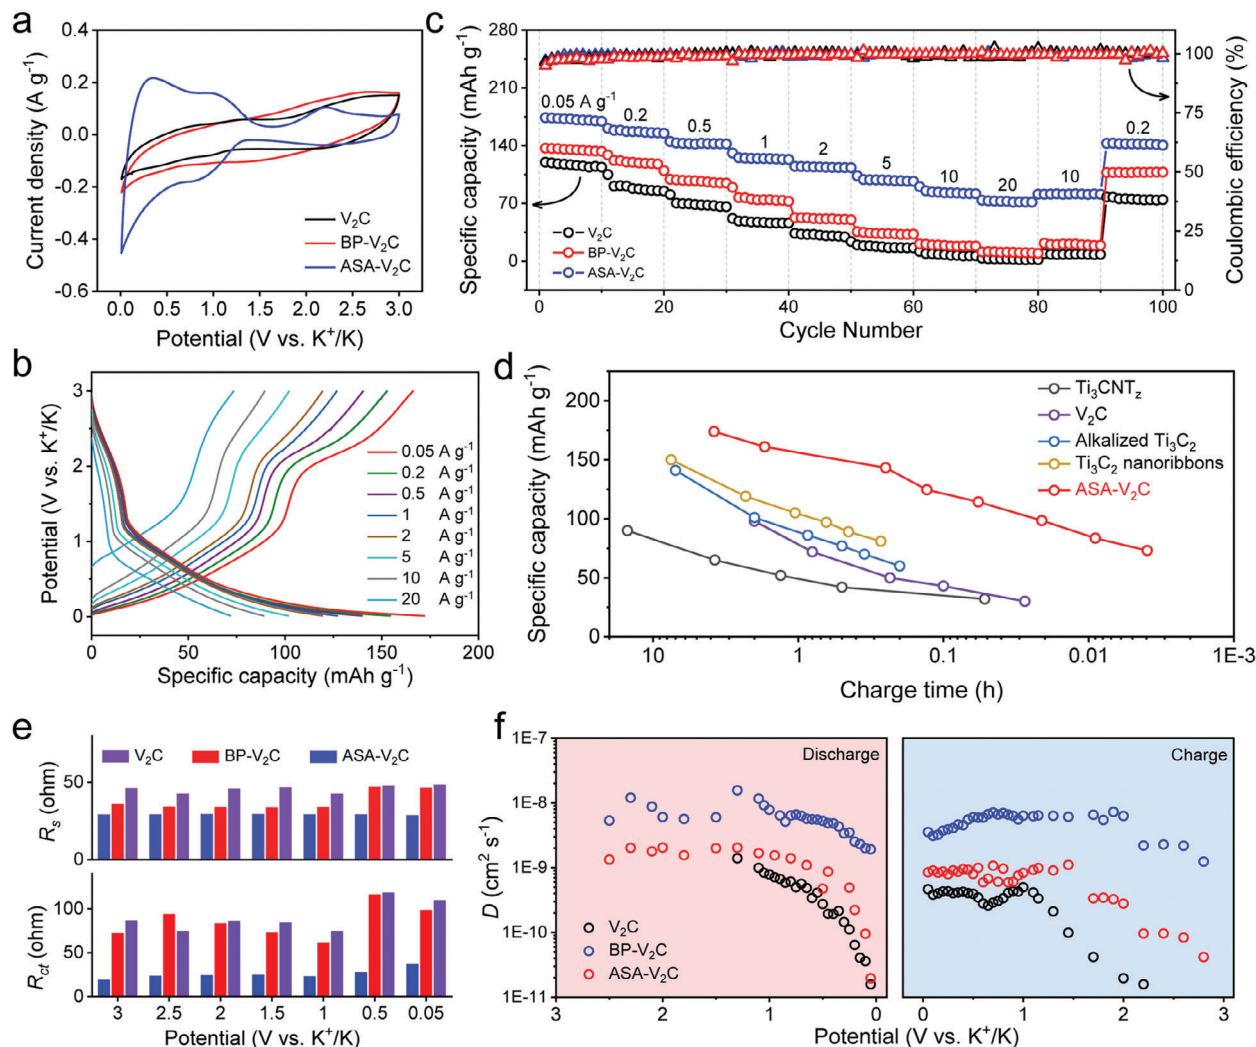 a
0.4
0.2
0.0
-0.2
-0.4
-0.6
Current density (A g⁻¹)
V₂C
BP-V₂C
ASA-V₂C
0.0 0.5 1.0 1.5 2.0 2.5 3.0
Potential (V vs. K⁺/K)
c
280
210
140
70
0
Specific capacity (mAh g⁻¹)
0.05 A g⁻¹
0.2
0.5
1
2
5
10
20
10
0.2
V₂C
BP-V₂C
ASA-V₂C
100
75
50
25
0
Coulombic efficiency (%)
0 20 40 60 80 100
Cycle Number
b
3
2
1
0
Potential (V vs. K⁺/K)
0.05 A g⁻¹
0.2 A g⁻¹
0.5 A g⁻¹
1 A g⁻¹
2 A g⁻¹
5 A g⁻¹
10 A g⁻¹
20 A g⁻¹
0 50 100 150 200
Specific capacity (mAh g⁻¹)
d
200
150
100
50
0
Specific capacity (mAh g⁻¹)
Ti₃CNT_z
V₂C
Alkalized Ti₃C₂
Ti₃C₂ nanoribbons
ASA-V₂C
10 1 0.1 0.01 1E-3
Charge time (h)
e
V₂C BP-V₂C ASA-V₂C
50
0
R_s (ohm)
100
50
0
R_ct (ohm)
3 2.5 2 1.5 1 0.5 0.05
Potential (V vs. K⁺/K)
f
1E-7
1E-8
1E-9
1E-10
1E-11
D (cm² s⁻¹)
Discharge
V₂C
BP-V₂C
ASA-V₂C
Charge
3 2 1 0
0 1 2 3
Potential (V vs. K⁺/K)